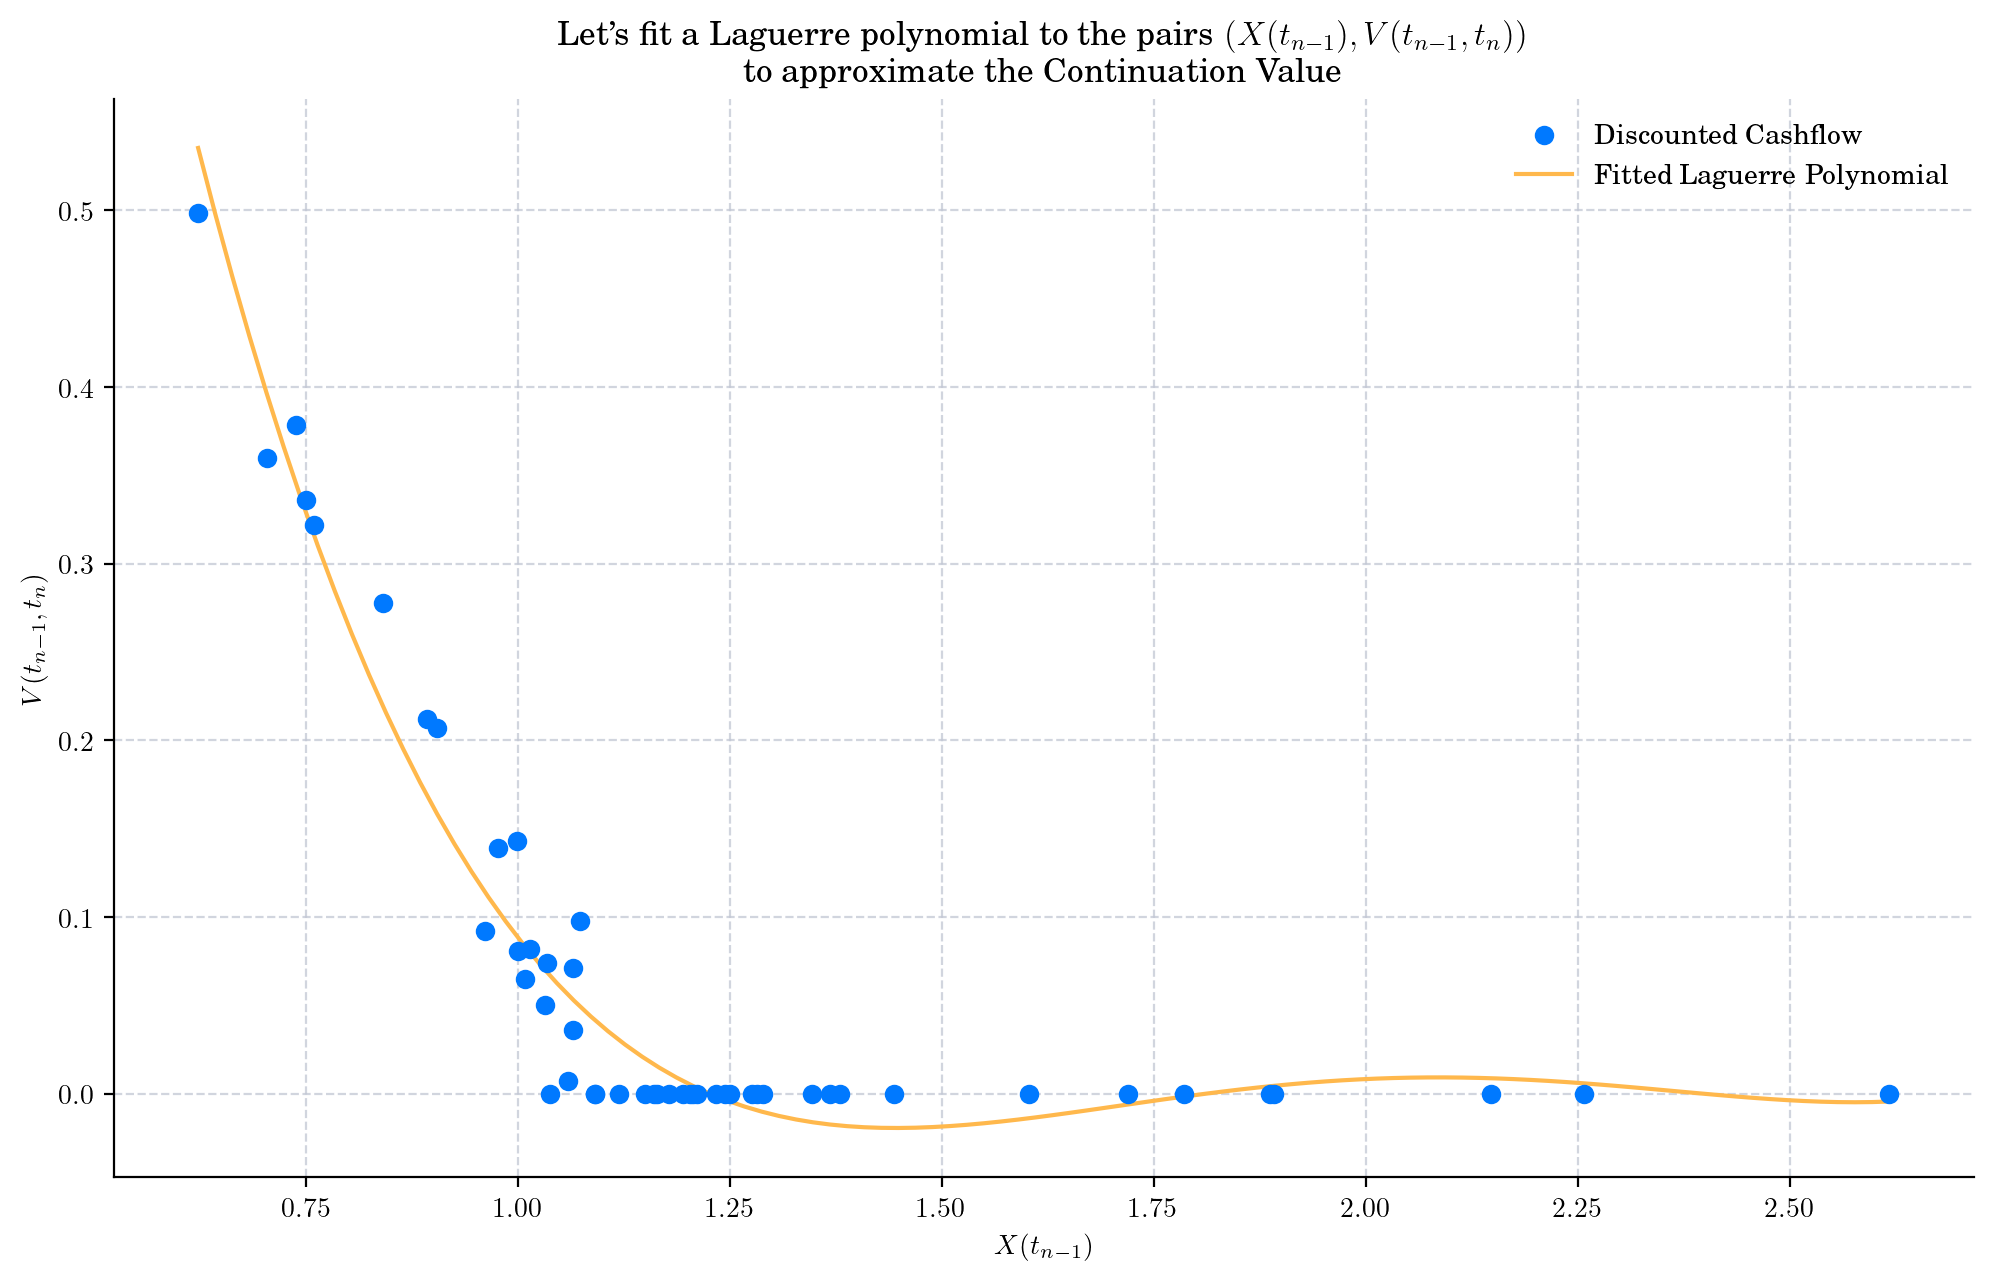 Let's fit a Laguerre polynomial to the pairs $(X(t_{n-1}), V(t_{n-1}, t_n))$
to approximate the Continuation Value
Discounted Cashflow
Fitted Laguerre Polynomial
0.5
0.4
0.3
0.2
0.1
0.0
$V(t_{n-1}, t_n)$
0.75
1.00
1.25
1.50
1.75
2.00
2.25
2.50
$X(t_{n-1})$